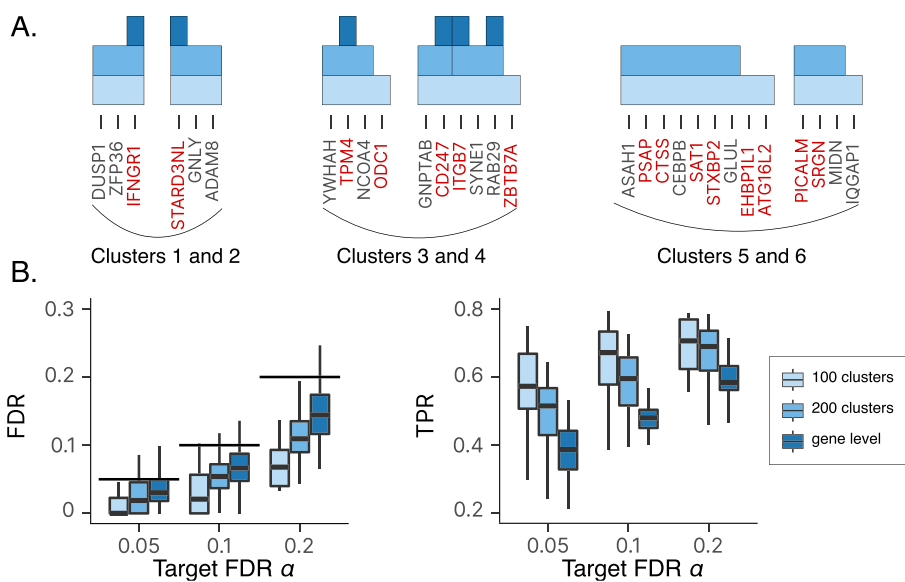 A.
DUSP1
ZFP36
IFNGR1
STARD3NL
GNLY
ADAM8
YWHAH
TPM4
NCOA4
ODC1
GNPTAB
CD247
ITGB7
SYNE1
RAB29
ZBTB7A
ASAH1
PSAP
CTSS
CEBPB
SAT1
STXBP2
GLUL
EHBP1L1
ATG16L2
PICALM
SRGN
MIDN
IQGAP1
Clusters 1 and 2
Clusters 3 and 4
Clusters 5 and 6
B.
FDR
0.3
0.2
0.1
0
0.05
0.1
0.2
Target FDR α
TPR
0.8
0.6
0.4
0.2
0.05
0.1
0.2
Target FDR α
100 clusters
200 clusters
gene level